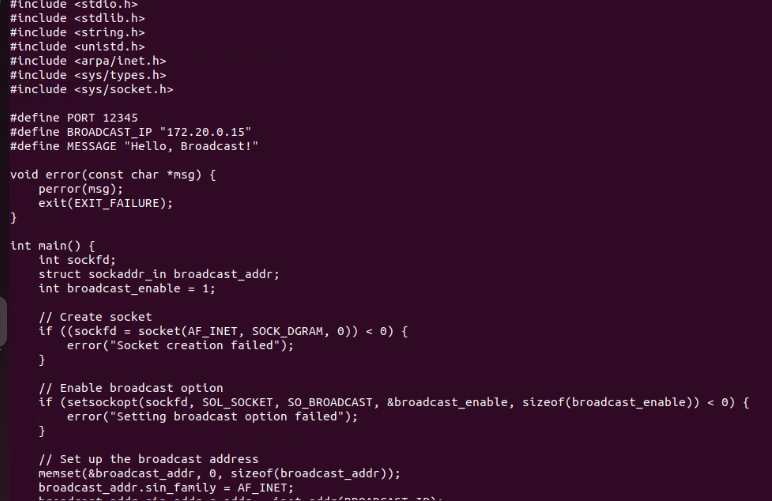 #include <stdio.h>
#include <stdlib.h>
#include <string.h>
#include <unistd.h>
#include <arpa/inet.h>
#include <sys/types.h>
#include <sys/socket.h>

#define PORT 12345
#define BROADCAST_IP "172.20.0.15"
#define MESSAGE "Hello, Broadcast!"

void error(const char *msg) {
    perror(msg);
    exit(EXIT_FAILURE);
}

int main() {
    int sockfd;
    struct sockaddr_in broadcast_addr;
    int broadcast_enable = 1;

    // Create socket
    if ((sockfd = socket(AF_INET, SOCK_DGRAM, 0)) < 0) {
        error("Socket creation failed");
    }

    // Enable broadcast option
    if (setsockopt(sockfd, SOL_SOCKET, SO_BROADCAST, &broadcast_enable, sizeof(broadcast_enable)) < 0) {
        error("Setting broadcast option failed");
    }

    // Set up the broadcast address
    memset(&broadcast_addr, 0, sizeof(broadcast_addr));
    broadcast_addr.sin_family = AF_INET;